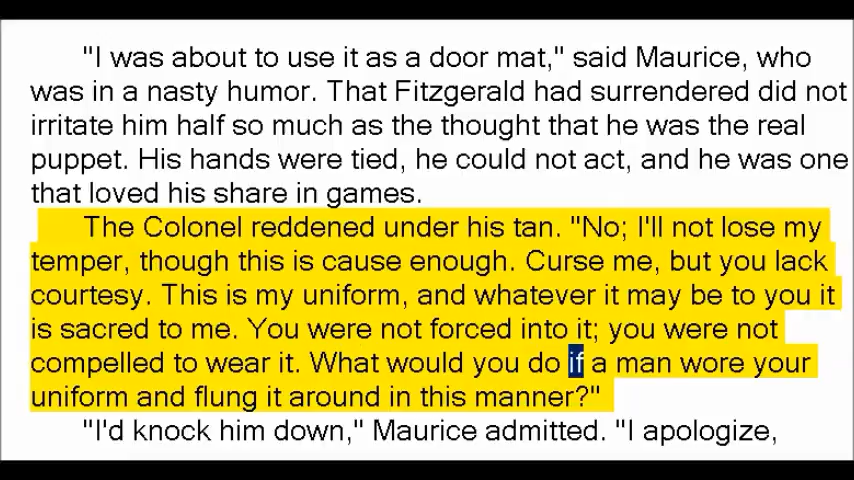 "I was about to use it as a door mat," said Maurice, who
was in a nasty humor. That Fitzgerald had surrendered did not
irritate him half so much as the thought that he was the real
puppet. His hands were tied, he could not act, and he was one
that loved his share in games.
The Colonel reddened under his tan. "No; I'll not lose my
temper, though this is cause enough. Curse me, but you lack
courtesy. This is my uniform, and whatever it may be to you it
is sacred to me. You were not forced into it; you were not
compelled to wear it. What would you do if a man wore your
uniform and flung it around in this manner?"
"I'd knock him down," Maurice admitted. "I apologize,